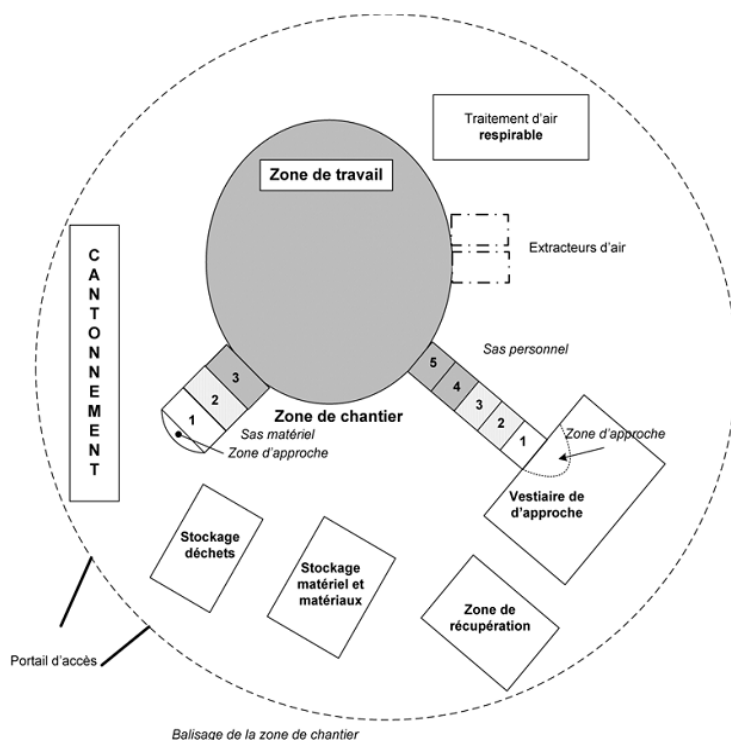 Traitement d'air
respirable
Zone de travail
Extracteurs d'air
CANTONNEMENT
Sas personnel
5
4
3
2
1
3
2
1
Zone de chantier
Sas matériel
Zone d'approche
Zone d'approche
Vestiaire de
d'approche
Stockage
déchets
Stockage
matériel et
matériaux
Zone de
récupération
Portail d'accès
Balisage de la zone de chantier